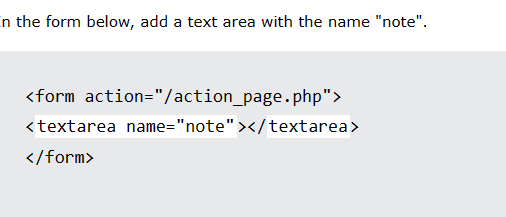 In the form below, add a text area with the name "note".
<form action="/action_page.php">
<textarea name="note"></textarea>
</form>